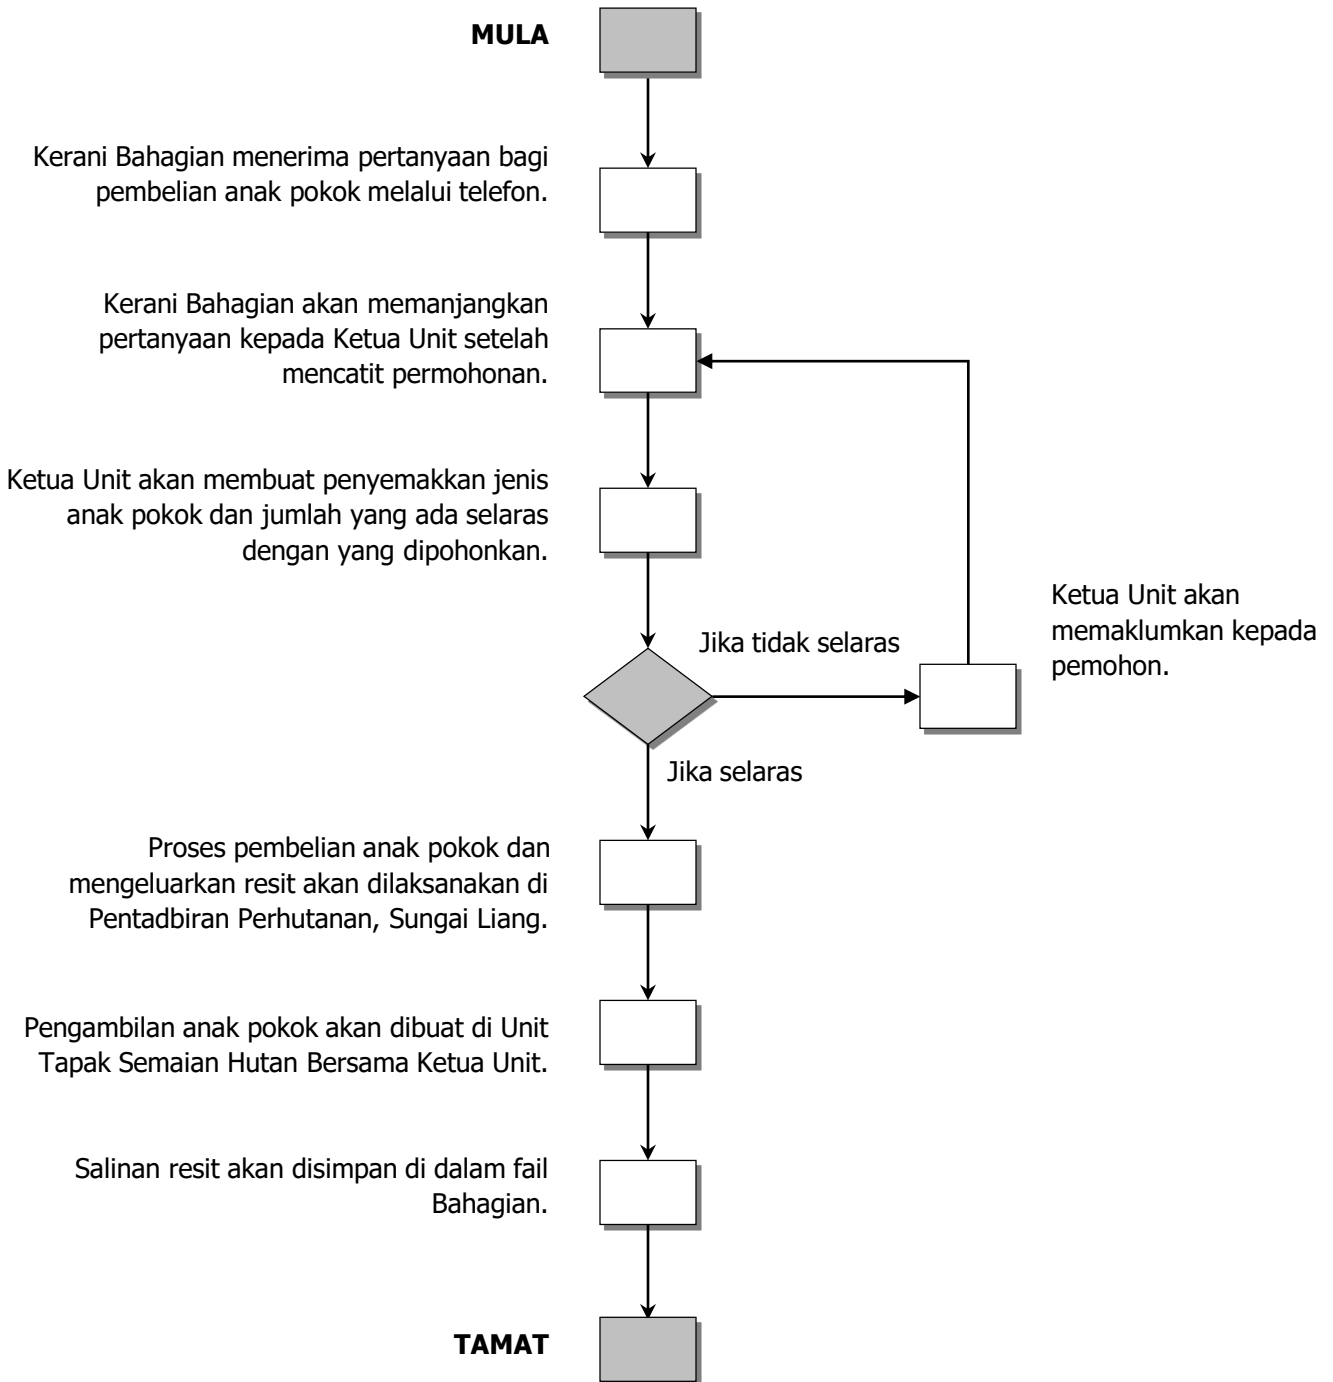 MULA
Kerani Bahagian menerima pertanyaan bagi
pembelian anak pokok melalui telefon.
Kerani Bahagian akan memanjangkan
pertanyaan kepada Ketua Unit setelah
mencatit permohonan.
Ketua Unit akan membuat penyemakkan jenis
anak pokok dan jumlah yang ada selaras
dengan yang dipohonkan.
Jika tidak selaras
Ketua Unit akan
memaklumkan kepada
pemohon.
Jika selaras
Proses pembelian anak pokok dan
mengeluarkan resit akan dilaksanakan di
Pentadbiran Perhutanan, Sungai Liang.
Pengambilan anak pokok akan dibuat di Unit
Tapak Semaian Hutan Bersama Ketua Unit.
Salinan resit akan disimpan di dalam fail
Bahagian.
TAMAT